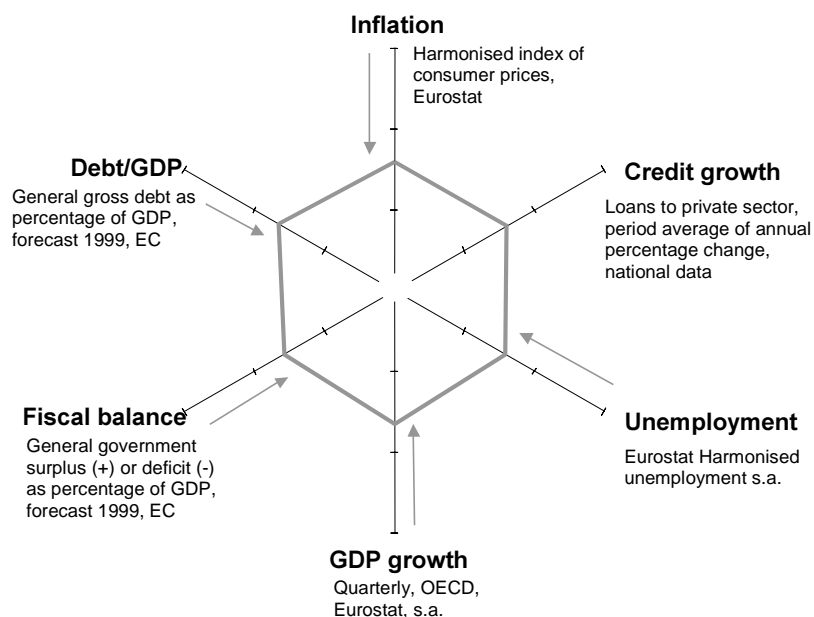 Inflation
Harmonised index of
consumer prices,
Eurostat
Debt/GDP
General gross debt as
percentage of GDP,
forecast 1999, EC
Credit growth
Loans to private sector,
period average of annual
percentage change,
national data
Fiscal balance
General government
surplus (+) or deficit (-)
as percentage of GDP,
forecast 1999, EC
Unemployment
Eurostat Harmonised
unemployment s.a.
GDP growth
Quarterly, OECD,
Eurostat, s.a.